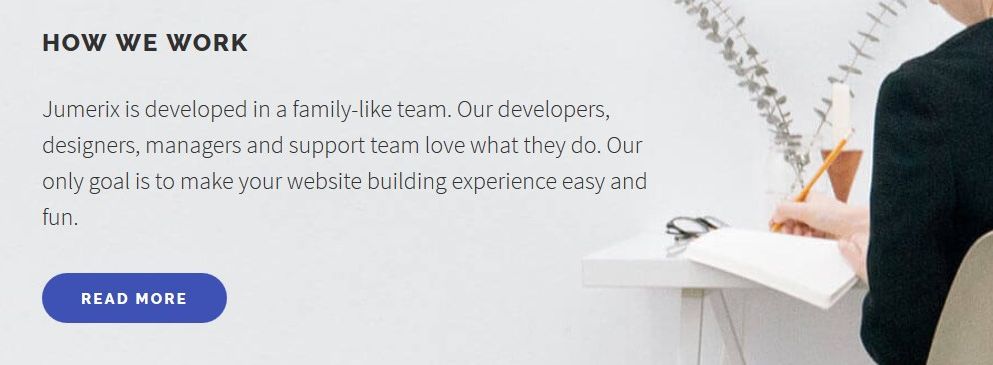 HOW WE WORK
Jumerix is developed in a family-like team. Our developers,
designers, managers and support team love what they do. Our
only goal is to make your website building experience easy and
fun.
READ MORE